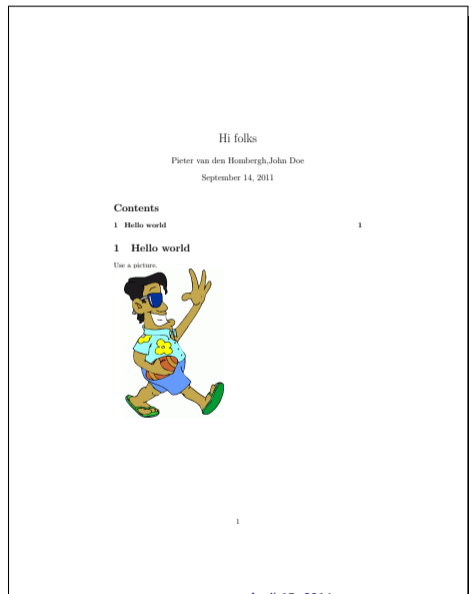 Hi folks
Pieter van den Hombergh,John Doe
September 14, 2011
Contents
1 Hello world 1
1 Hello world
Use a picture.
1